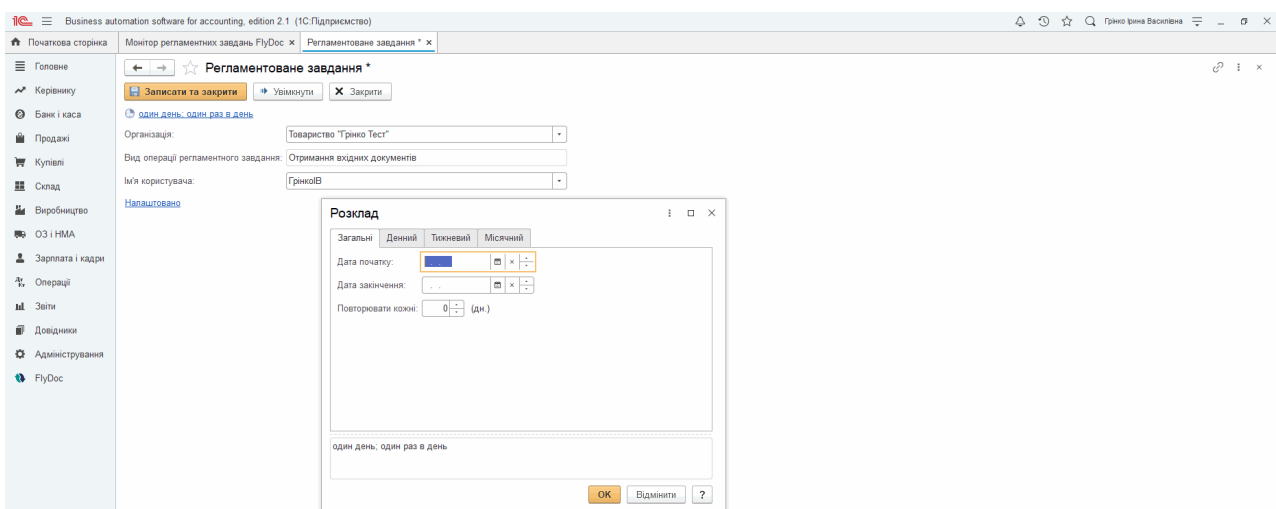 1С Business automation software for accounting, edition 2.1 (1С:Підприємство) Грінко Ірина Василівна
Початкова сторінка Монітор регламентних завдань FlyDoc × Регламентоване завдання * ×
Головне
Регламентоване завдання *
Керівнику
Записати та закрити Увімкнути Закрити
Банк і каса
один день; один раз в день
Продажі
Організація: Товариство "Грінко Тест"
Купівлі
Вид операції регламентного завдання: Отримання вхідних документів
Склад
Ім'я користувача: ГрінкоІВ
Виробництво
Налаштовано
ОЗ і НМА
Зарплата і кадри
Операції
Звіти
Довідники
Адміністрування
FlyDoc
Розклад
Загальні Денний Тижневий Місячний
Дата початку: . .
Дата закінчення: . .
Повторювати кожні: 0 (дн.)
один день; один раз в день
ОК Відмінити ?